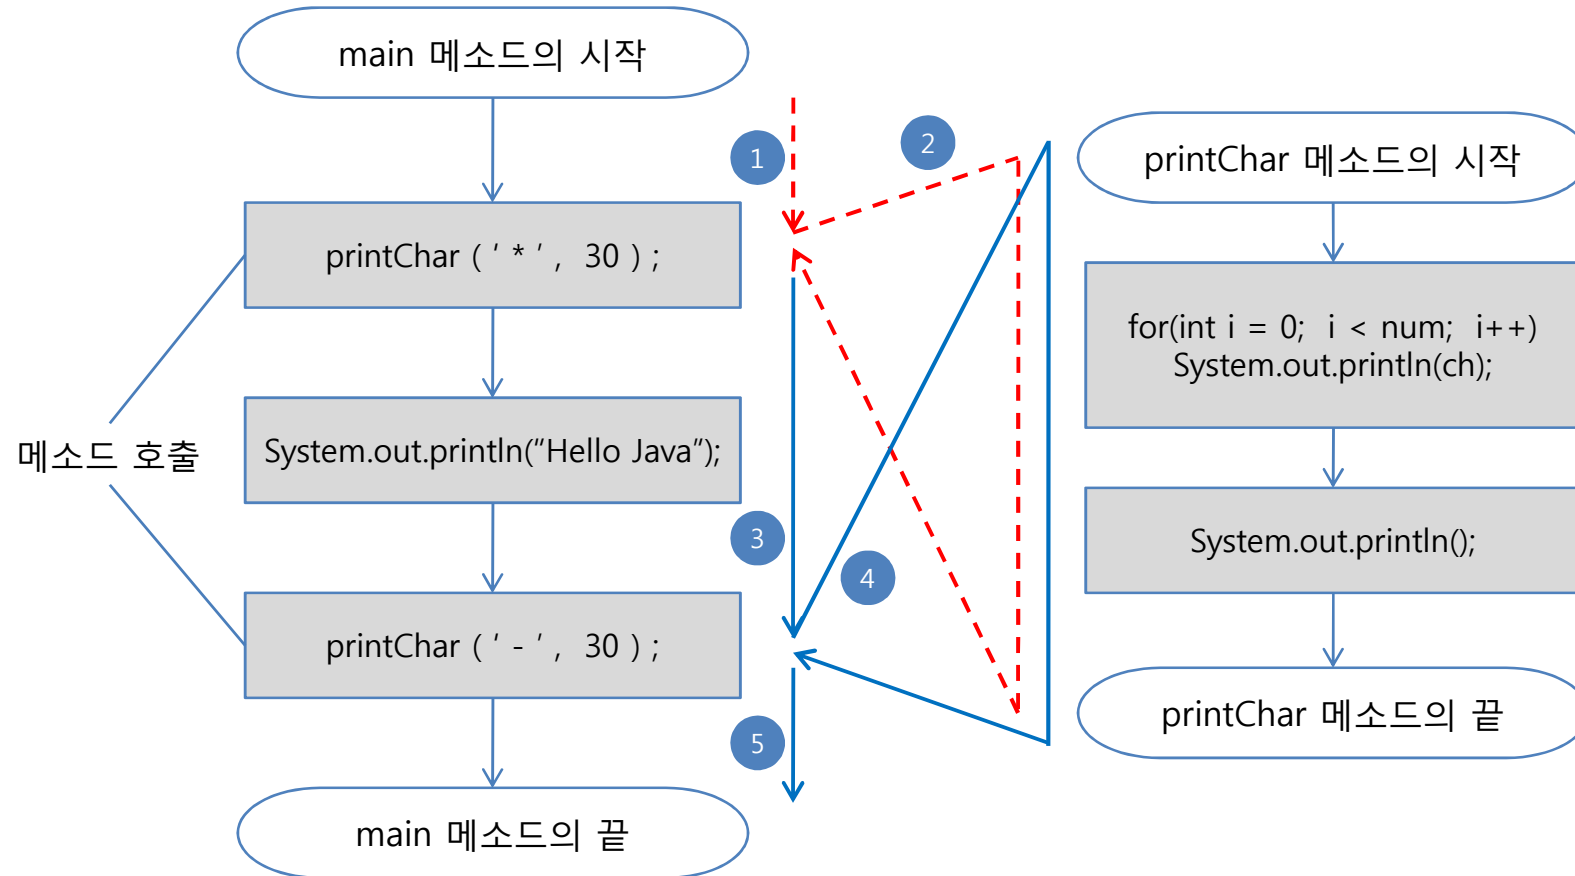 main 메소드의 시작
printChar ( ‘ * ’ ,  30 ) ;
System.out.println(“Hello Java”);
메소드 호출
printChar ( ‘ - ’ ,  30 ) ;
main 메소드의 끝
1
2
3
4
5
printChar 메소드의 시작
for(int i = 0;  i < num;  i++)
System.out.println(ch);
System.out.println();
printChar 메소드의 끝